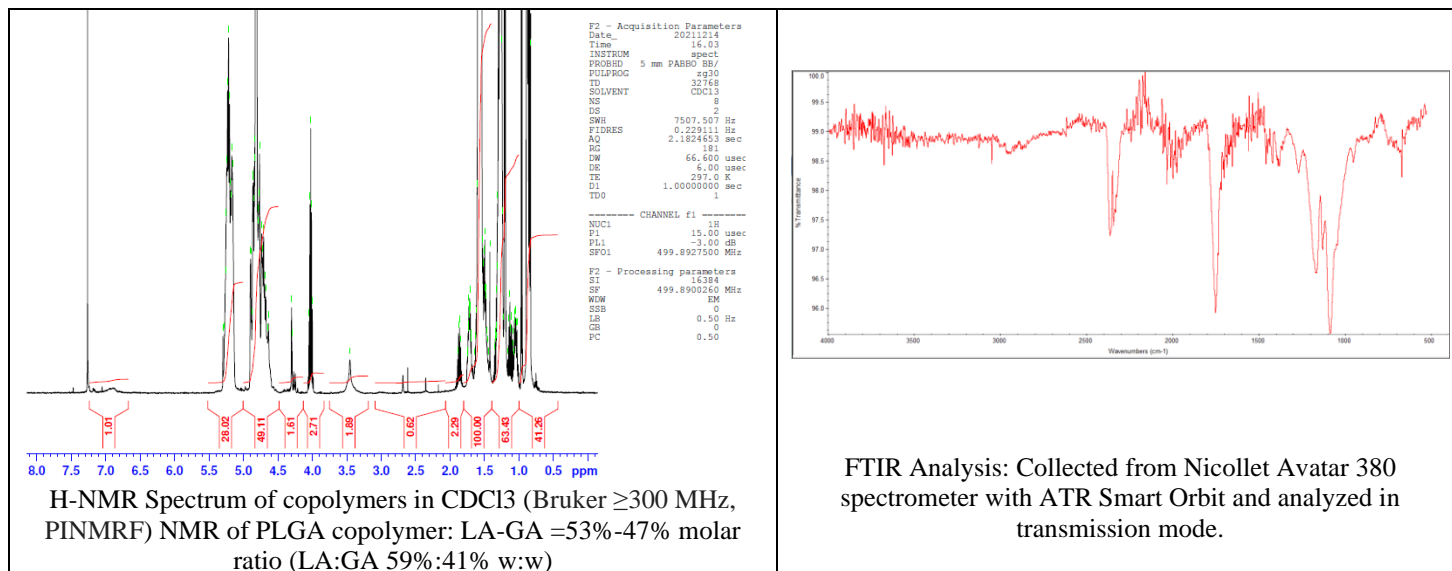 F2 - Acquisition Parameters
Date_ 20211214
Time 16.03
INSTRUM spect
PROBHD 5 mm PABBO BB/
PULPROG zg30
TD 32768
SOLVENT CDCl3
NS 8
DS 2
SWH 7507.507 Hz
FIDRES 0.229111 Hz
AQ 2.1824653 sec
RG 181
DW 66.600 usec
DE 6.00 usec
TE 297.0 K
D1 1.00000000 sec
TD0 1
======== CHANNEL f1 ========
NUC1 1H
P1 15.00 usec
PL1 -3.00 dB
SFO1 499.8927500 MHz
F2 - Processing parameters
SI 16384
SF 499.8900260 MHz
WDW EM
SSB 0
LB 0.50 Hz
GB 0
PC 0.50
1.01 28.02 49.11 1.61 2.71 1.89 0.62 2.29 100.00 63.43 41.26
8.0 7.5 7.0 6.5 6.0 5.5 5.0 4.5 4.0 3.5 3.0 2.5 2.0 1.5 1.0 0.5 ppm
H-NMR Spectrum of copolymers in CDCl3 (Bruker ≥300 MHz,
PINMRF) NMR of PLGA copolymer: LA-GA =53%-47% molar
ratio (LA:GA 59%:41% w:w)
100.0
99.5
99.0
98.5
98.0
97.5
97.0
96.5
96.0
%Transmittance
4000 3500 3000 2500 2000 1500 1000 500
Wavenumbers (cm-1)
FTIR Analysis: Collected from Nicollet Avatar 380
spectrometer with ATR Smart Orbit and analyzed in
transmission mode.